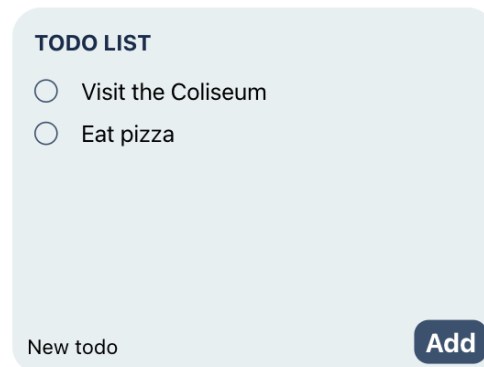 TODO LIST
Visit the Coliseum
Eat pizza
New todo
Add